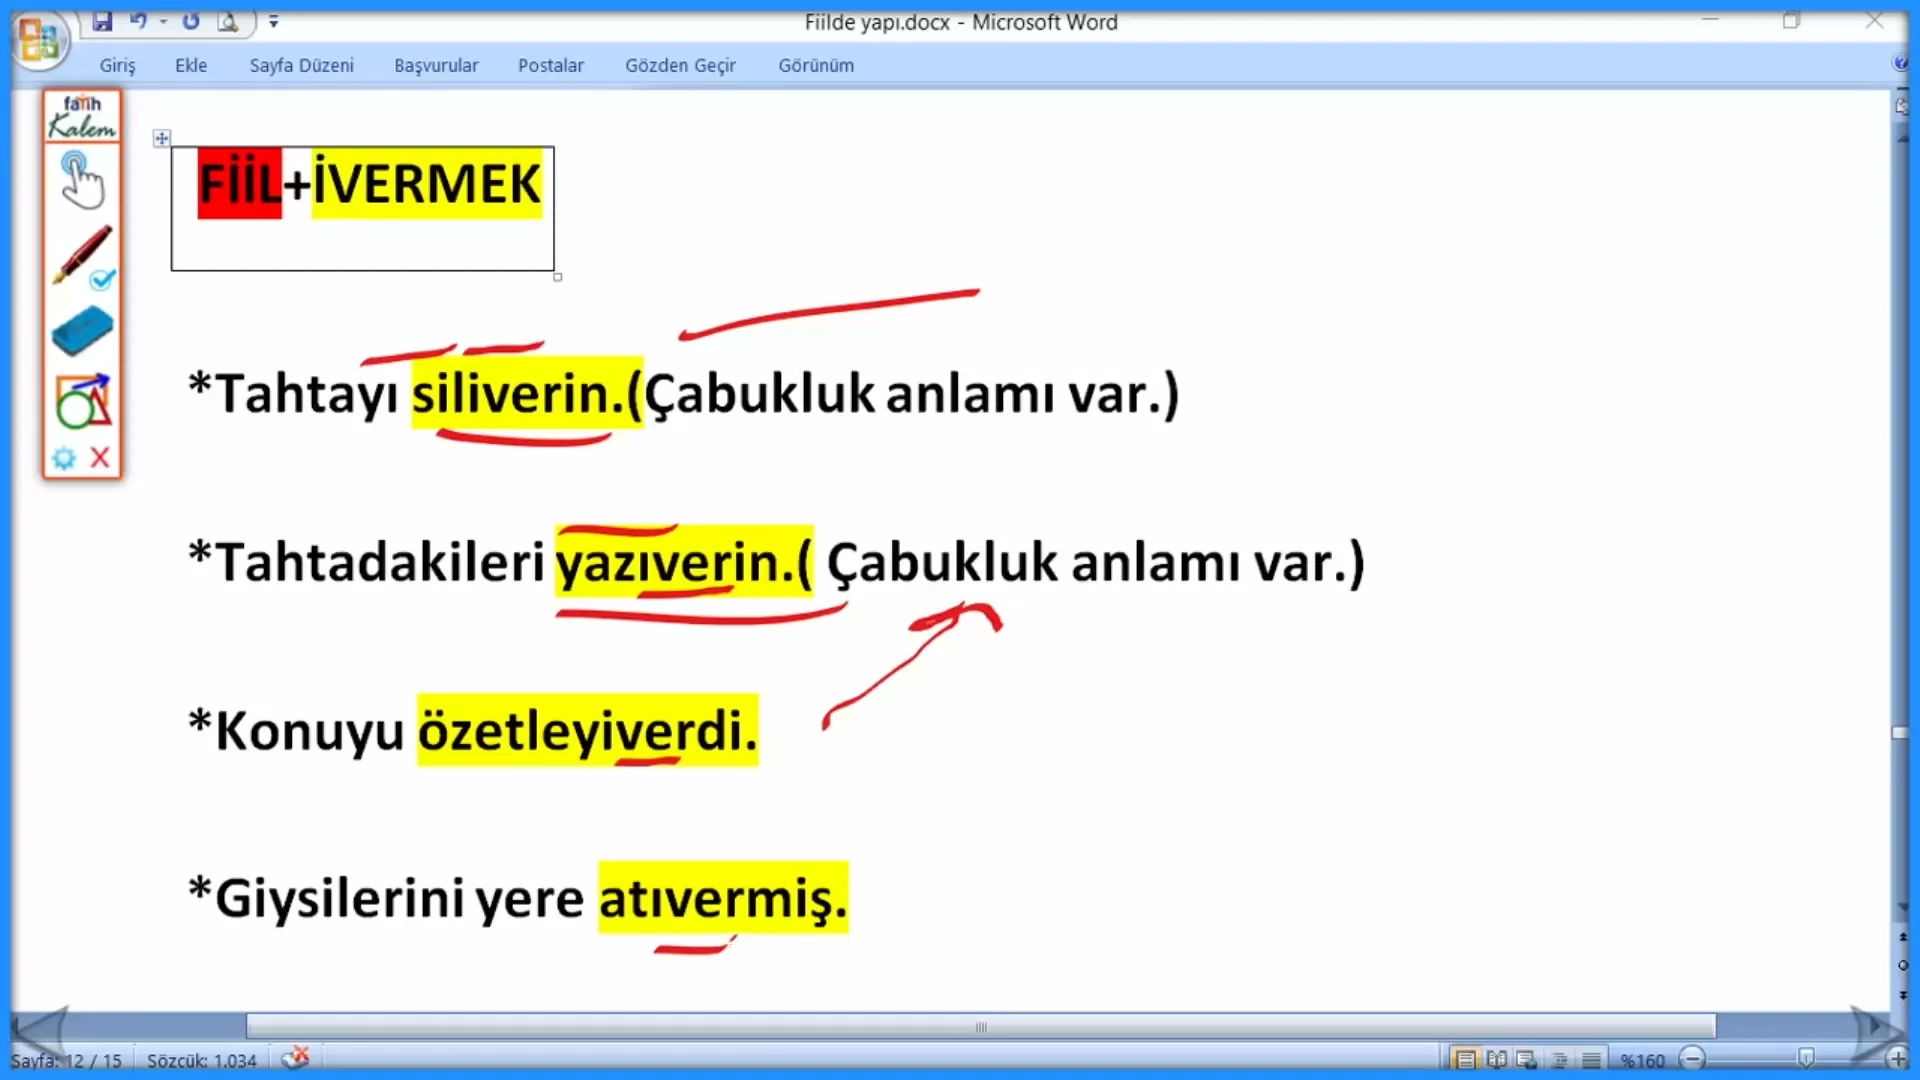 Fiilde yapı.docx - Microsoft Word
Giriş Ekle Sayfa Düzeni Başvurular Postalar Gözden Geçir Görünüm
fatih
Kalem
FİİL+İVERMEK
*Tahtayı siliverin.(Çabukluk anlamı var.)
*Tahtadakileri yazıverin.( Çabukluk anlamı var.)
*Konuyu özetleyiverdi.
*Giysilerini yere atıvermiş.
Sayfa: 12 / 15 Sözcük: 1.034 %160